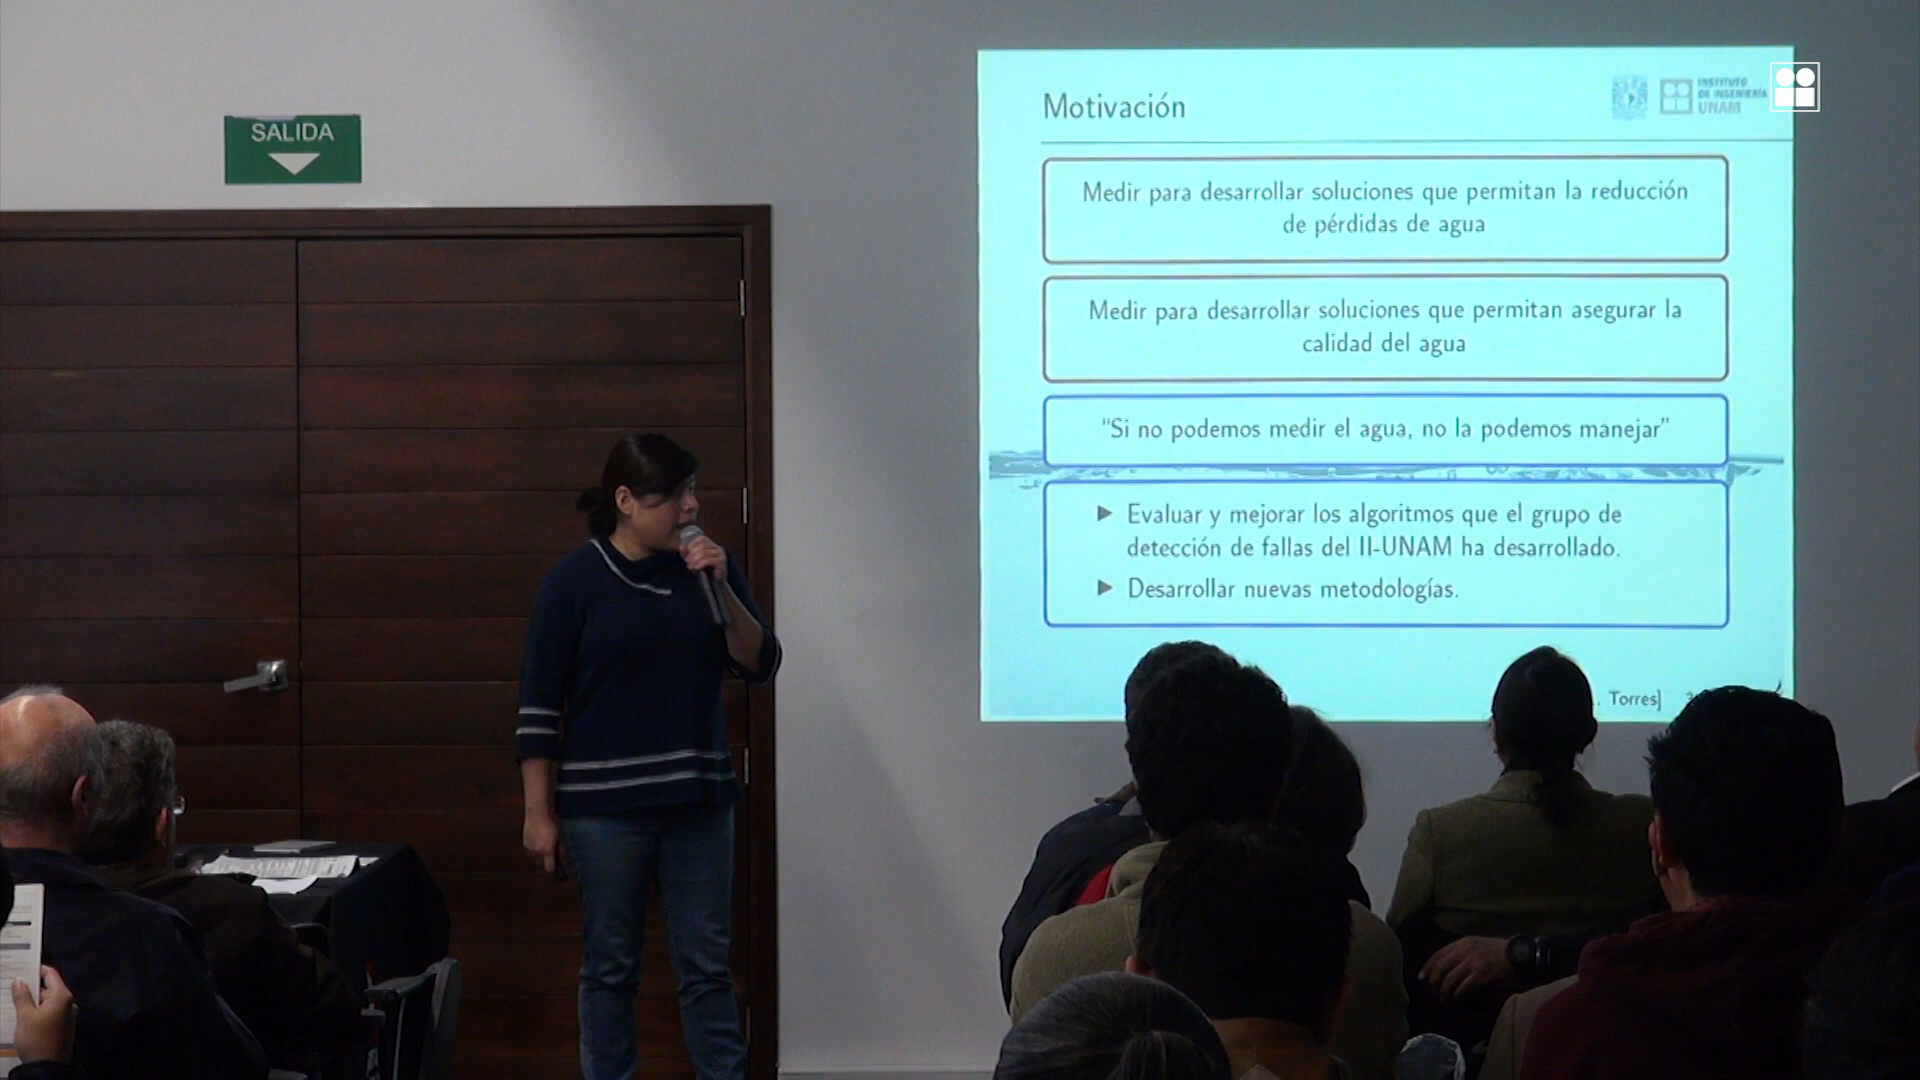 SALIDA
Motivación
INSTITUTO
DE INGENIERÍA
UNAM
Medir para desarrollar soluciones que permitan la reducción
de pérdidas de agua
Medir para desarrollar soluciones que permitan asegurar la
calidad del agua
"Si no podemos medir el agua, no la podemos manejar"
▶ Evaluar y mejorar los algoritmos que el grupo de
detección de fallas del II-UNAM ha desarrollado.
▶ Desarrollar nuevas metodologías.
. Torres]